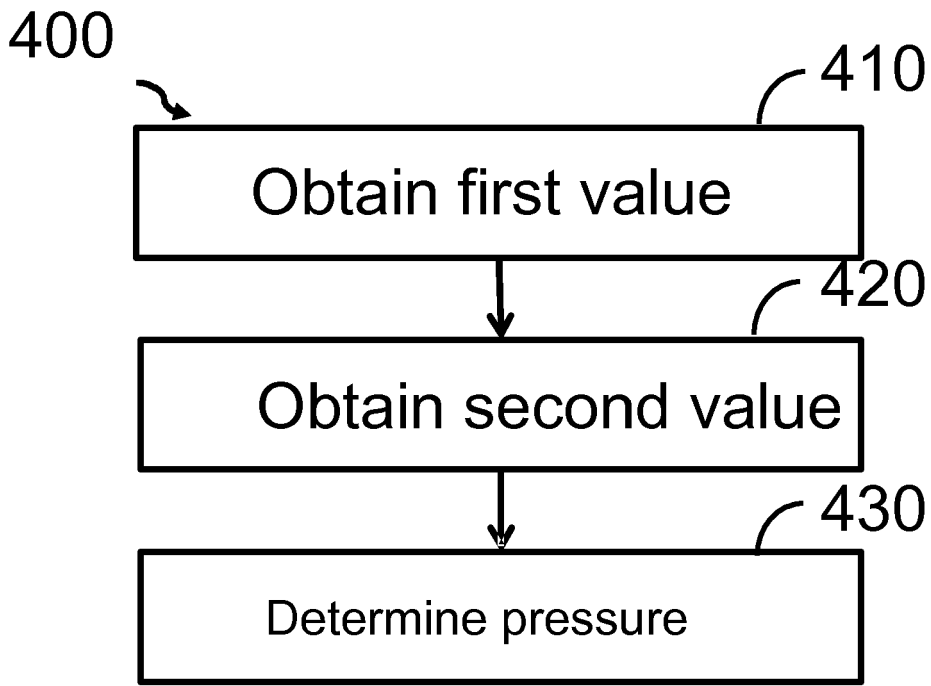 400
410
Obtain first value
420
Obtain second value
430
Determine pressure